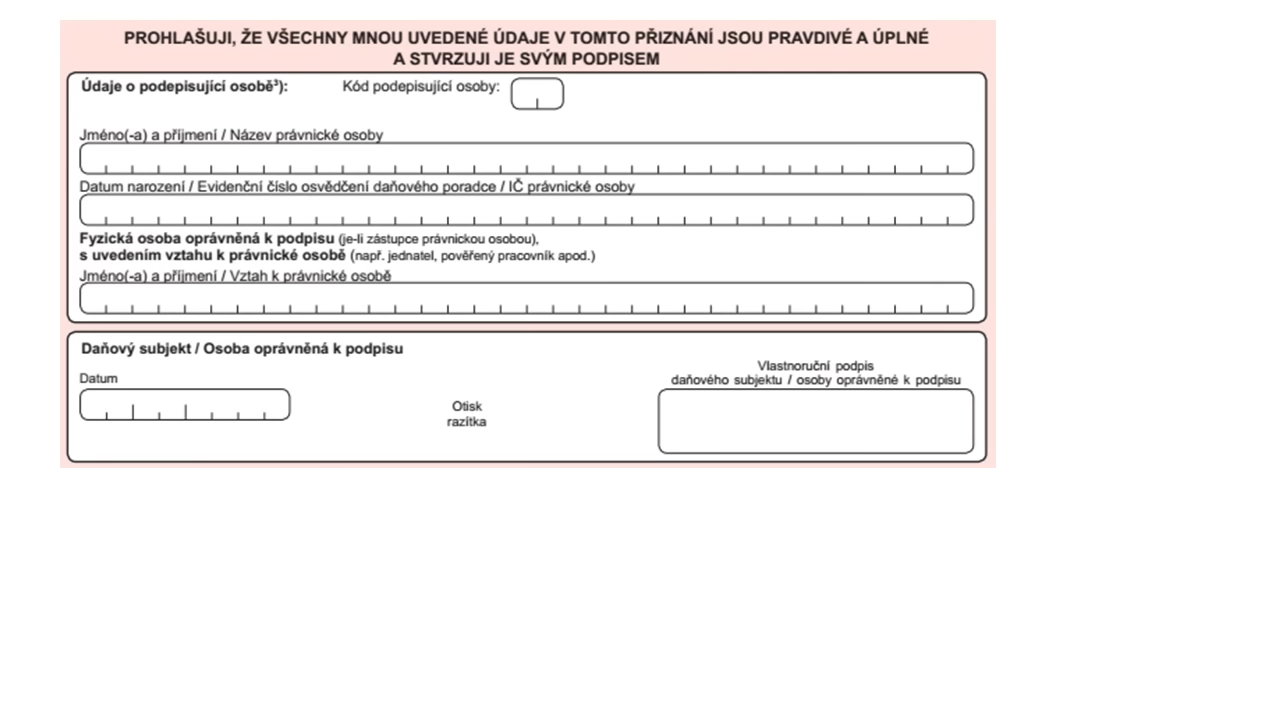 PROHLAŠUJI, ŽE VŠECHNY MNOU UVEDENÉ ÚDAJE V TOMTO PŘIZNÁNÍ JSOU PRAVDIVÉ A ÚPLNÉ
A STVRZUJI JE SVÝM PODPISEM
Údaje o podepisující osobě³): Kód podepisující osoby:
Jméno(-a) a příjmení / Název právnické osoby
Datum narození / Evidenční číslo osvědčení daňového poradce / IČ právnické osoby
Fyzická osoba oprávněná k podpisu (je-li zástupce právnickou osobou),
s uvedením vztahu k právnické osobě (např. jednatel, pověřený pracovník apod.)
Jméno(-a) a příjmení / Vztah k právnické osobě
Daňový subjekt / Osoba oprávněná k podpisu
Datum
Otisk
razítka
Vlastnoruční podpis
daňového subjektu / osoby oprávněné k podpisu